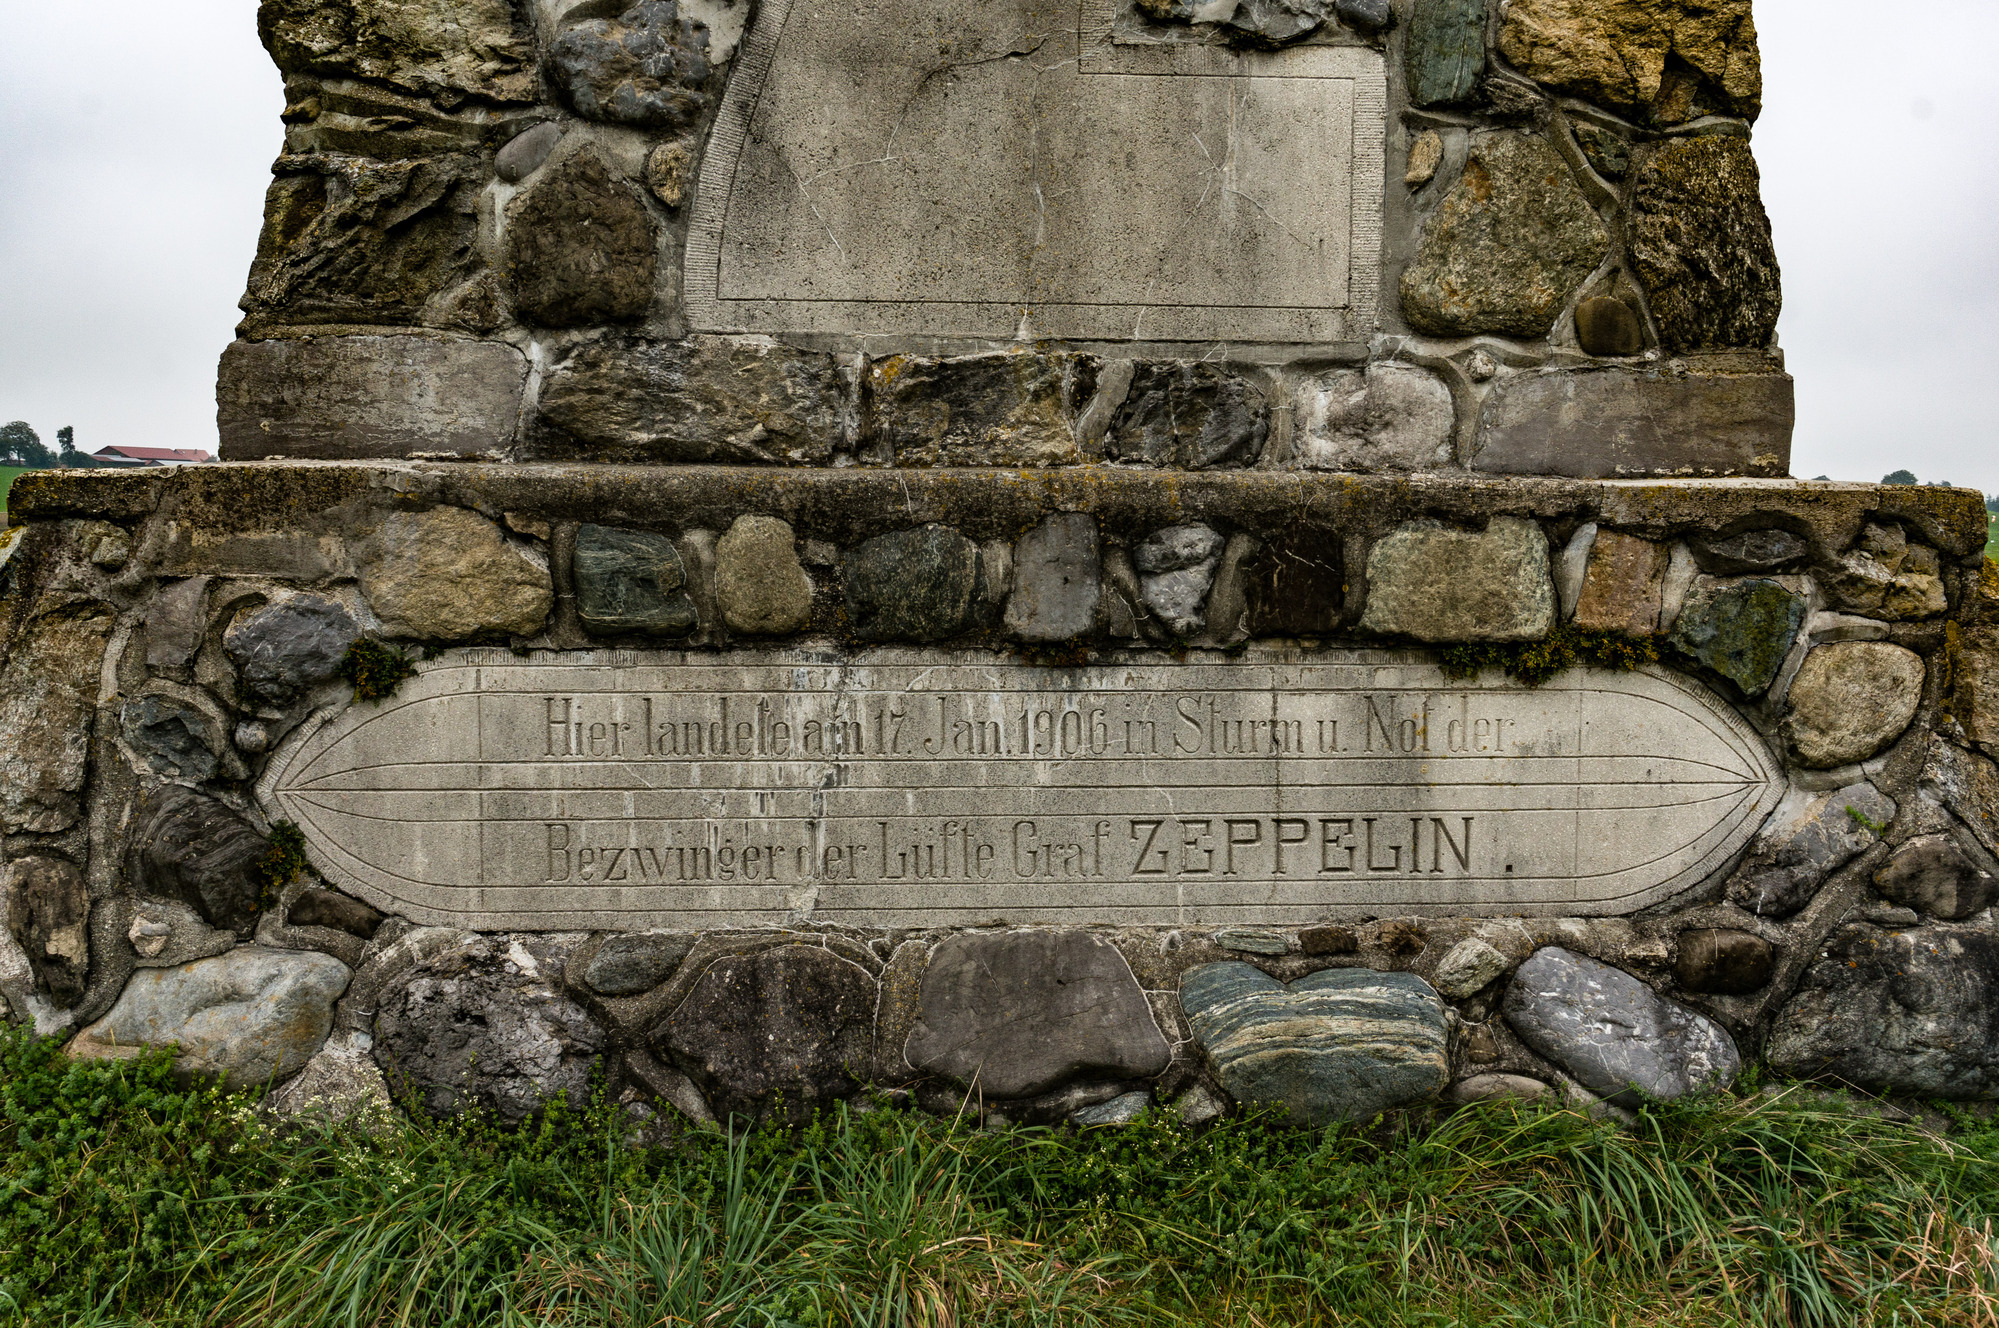 Hier landete am 17. Jan. 1906 in Sturm u. Not der
Bezwinger der Lüfte Graf ZEPPELIN .